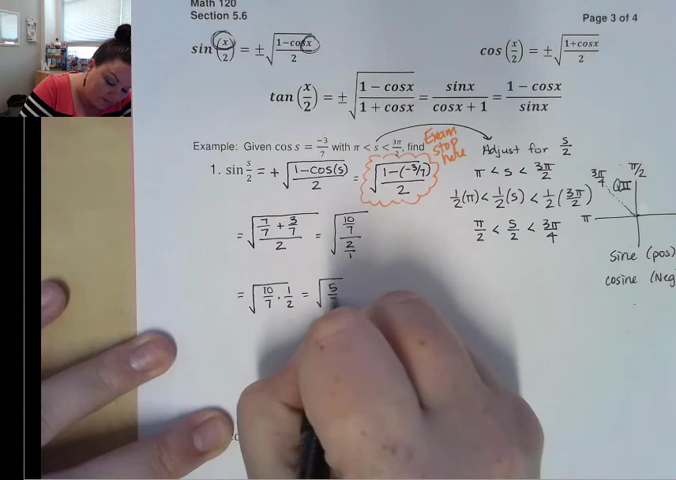 Math 120
Section 5.6
Page 3 of 4
sin(x/2) = ±√((1−cosx)/2)
cos(x/2) = ±√((1+cosx)/2)
tan(x/2) = ±√((1 − cosx)/(1 + cosx)) = sinx/(cosx + 1) = (1 − cosx)/sinx
Example: Given cos s = −3/7 with π < s < 3π/2, find
Exam stop here
Adjust for s/2
1. sin s/2 = + √((1−cos(s))/2) = √((1−(−3/7))/2)
π < s < 3π/2
1/2(π) < 1/2(s) < 1/2(3π/2)
π/2 < s/2 < 3π/4
3π/4
QII
π/2
π
sine (pos)
cosine (Neg
= √((7/7 + 3/7)/2) = √((10/7)/(2/1))
= √(10/7 · 1/2) = √(5/